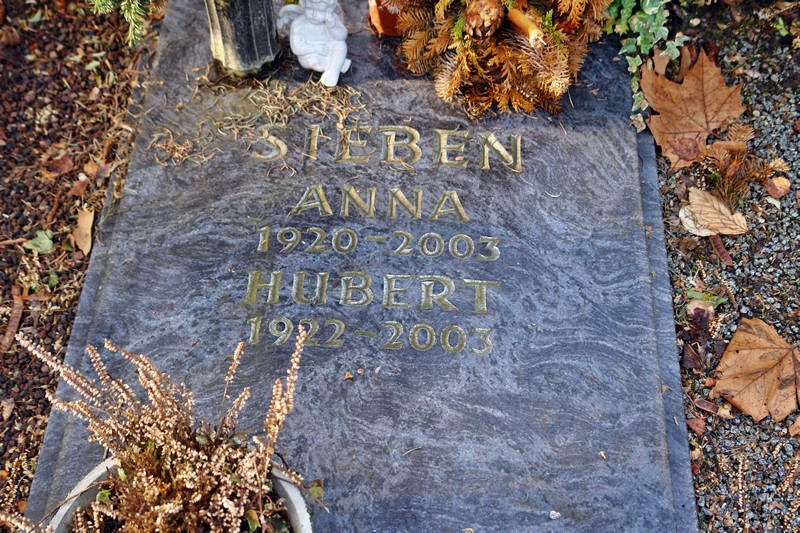 SIEBEN
ANNA
1920-2003
HUBERT
1922-2003